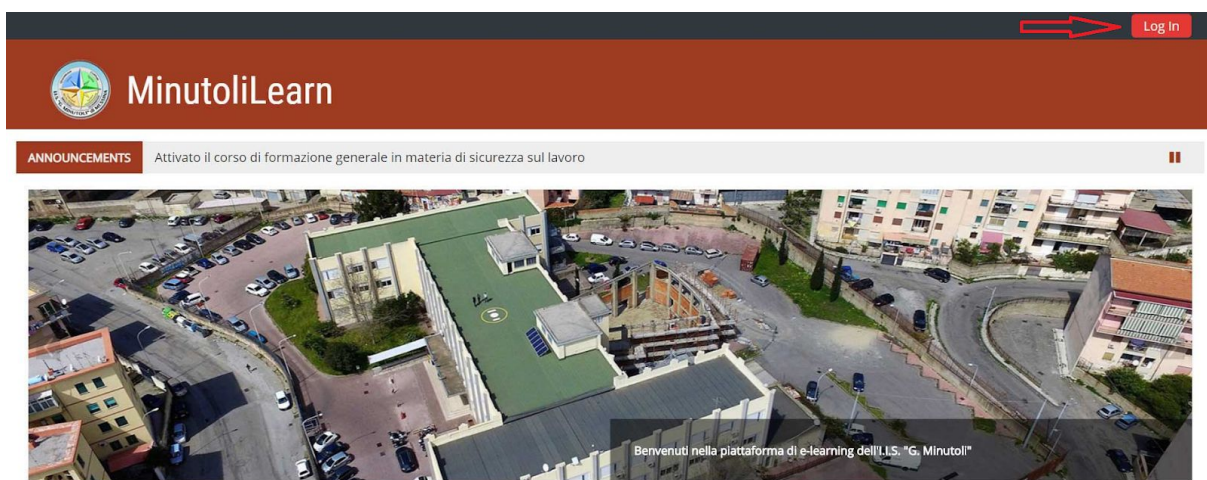 Log In
MinutoliLearn
ANNOUNCEMENTS Attivato il corso di formazione generale in materia di sicurezza sul lavoro
Benvenuti nella piattaforma di e-learning dell'I.I.S. "G. Minutoli"